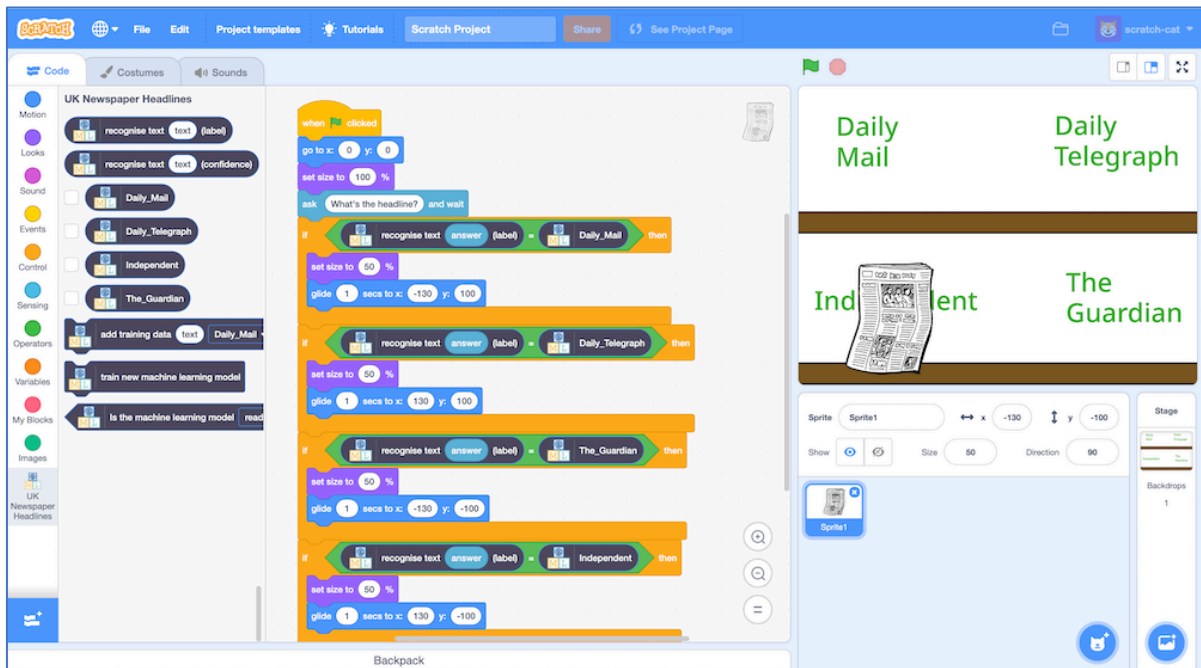 SCRATCH File Edit Project templates Tutorials Scratch Project Share See Project Page scratch-cat
Code Costumes Sounds
Motion
Looks
Sound
Events
Control
Sensing
Operators
Variables
My Blocks
Images
UK
Newspaper
Headlines
UK Newspaper Headlines
recognise text text (label)
recognise text text (confidence)
Daily_Mail
Daily_Telegraph
Independent
The_Guardian
add training data text Daily_Mail
train new machine learning model
Is the machine learning model read
when clicked
go to x: 0 y: 0
set size to 100 %
ask What's the headline? and wait
if recognise text answer (label) = Daily_Mail then
set size to 50 %
glide 1 secs to x: -130 y: 100
if recognise text answer (label) = Daily_Telegraph then
set size to 50 %
glide 1 secs to x: 130 y: 100
if recognise text answer (label) = The_Guardian then
set size to 50 %
glide 1 secs to x: -130 y: -100
if recognise text answer (label) = Independent then
set size to 50 %
glide 1 secs to x: 130 y: -100
Backpack
Daily
Mail
Daily
Telegraph
Ind ent
The
Guardian
Sprite Sprite1 x -130 y -100
Show Size 50 Direction 90
Sprite1
Stage
Backdrops
1